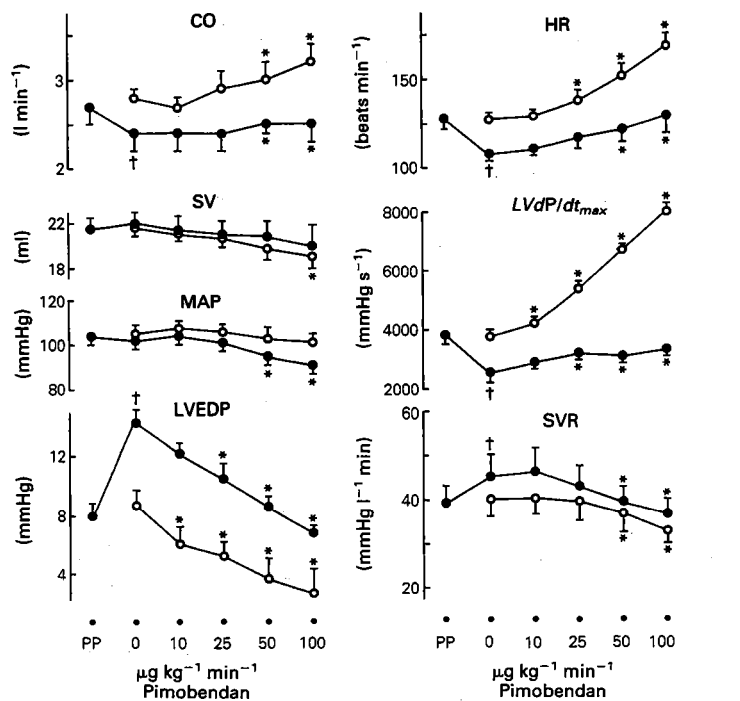 CO
(l min⁻¹)
3
2
*
*
†
*
*
SV
(ml)
22
18
*
MAP
(mmHg)
120
100
80
*
*
LVEDP
(mmHg)
12
8
4
†
*
*
*
*
*
*
*
PP 0 10 25 50 100
µg kg⁻¹ min⁻¹
Pimobendan
HR
(beats min⁻¹)
150
100
*
*
*
†
*
*
LVdP/dtmax
(mmHg s⁻¹)
8000
6000
4000
2000
*
*
*
*
†
*
*
*
SVR
(mmHg l⁻¹ min)
60
40
20
†
*
*
*
*
PP 0 10 25 50 100
µg kg⁻¹ min⁻¹
Pimobendan